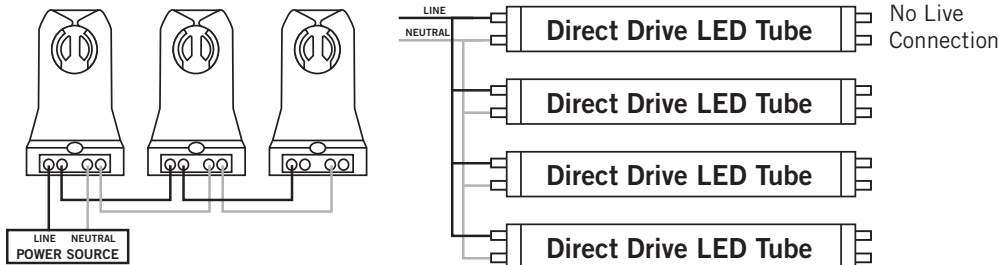 LINE NEUTRAL
POWER SOURCE
LINE
NEUTRAL
Direct Drive LED Tube
No Live
Connection
Direct Drive LED Tube
Direct Drive LED Tube
Direct Drive LED Tube